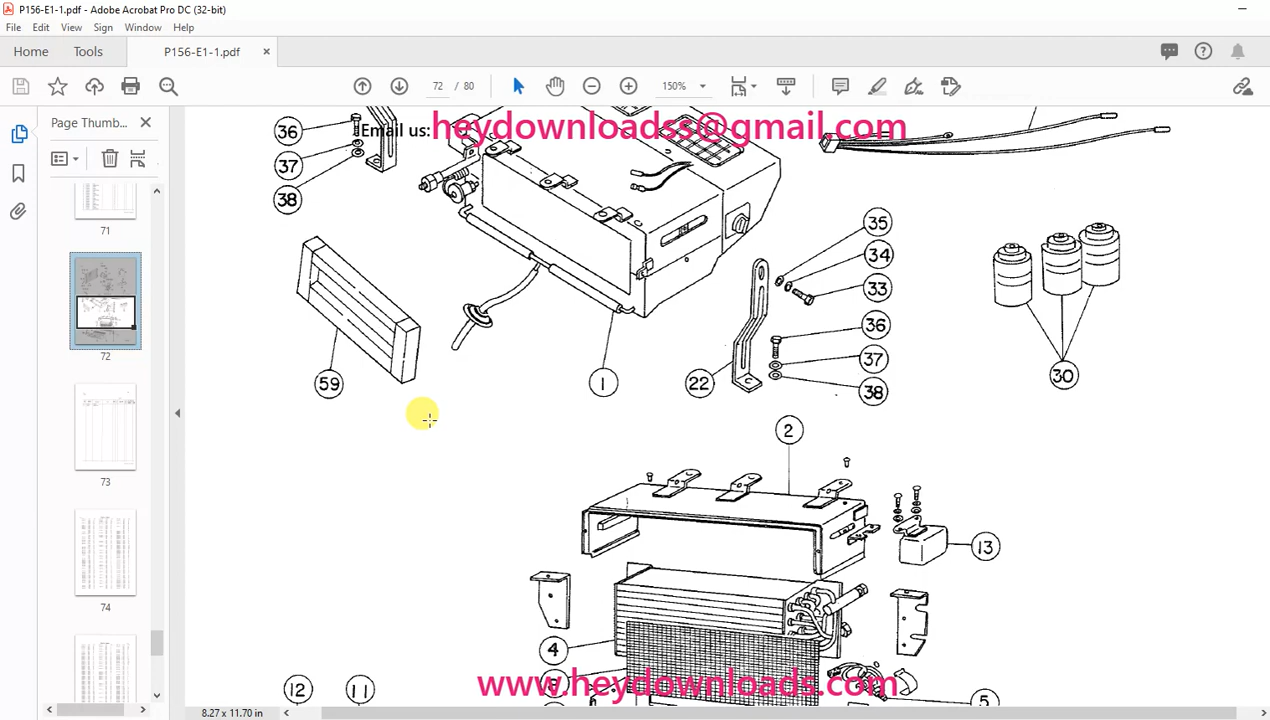 P156-E1-1.pdf - Adobe Acrobat Pro DC (32-bit)
File Edit View Sign Window Help
Home Tools P156-E1-1.pdf ×
72 / 80 150%
Page Thumb...
71
72
73
74
36
37
38
Email us: heydownloadss@gmail.com
35
34
33
36
37
38
59
1
22
30
2
13
4
5
12
11
www.heydownloads.com
8.27 x 11.70 in